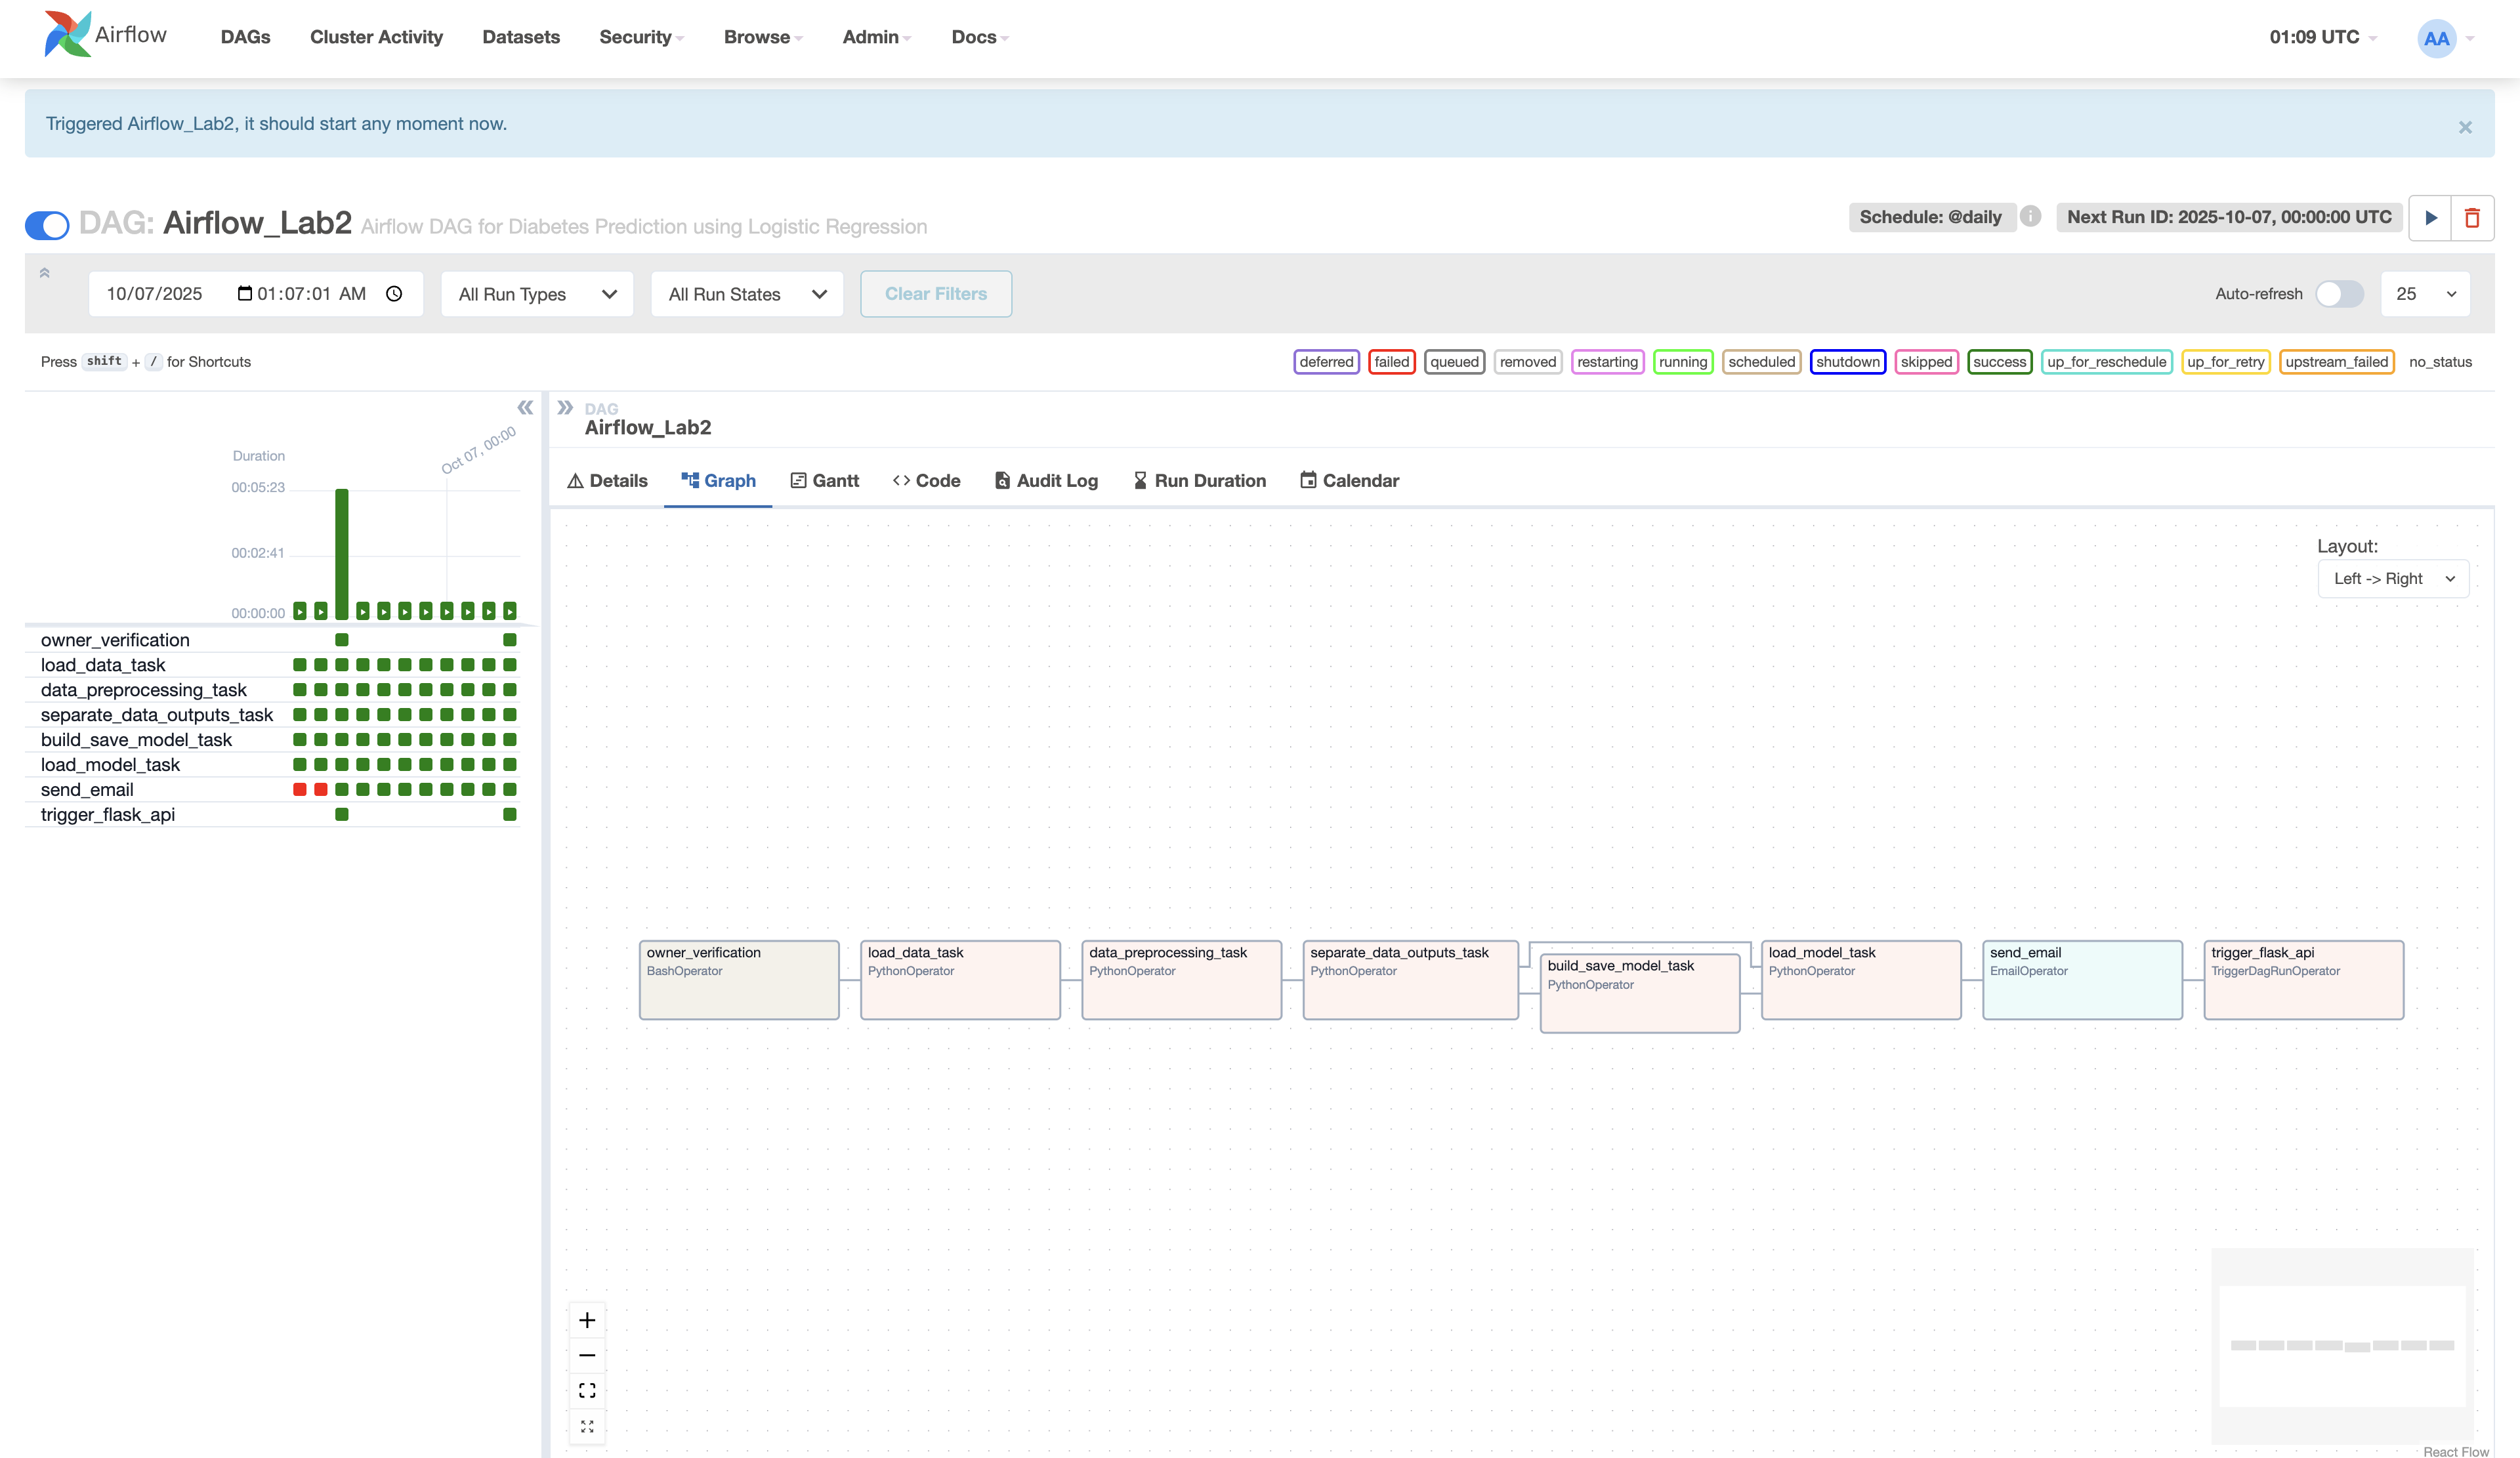 Airflow
DAGs Cluster Activity Datasets Security Browse Admin Docs 01:09 UTC AA
Triggered Airflow_Lab2, it should start any moment now. ×
DAG: Airflow_Lab2 Airflow DAG for Diabetes Prediction using Logistic Regression Schedule: @daily i Next Run ID: 2025-10-07, 00:00:00 UTC
10/07/2025 01:07:01 AM All Run Types All Run States Clear Filters Auto-refresh 25
Press shift + / for Shortcuts deferred failed queued removed restarting running scheduled shutdown skipped success up_for_reschedule up_for_retry upstream_failed no_status
Oct 07, 00:00
Duration
00:05:23
00:02:41
00:00:00
owner_verification
load_data_task
data_preprocessing_task
separate_data_outputs_task
build_save_model_task
load_model_task
send_email
trigger_flask_api
DAG
Airflow_Lab2
Details Graph Gantt Code Audit Log Run Duration Calendar
Layout:
Left -> Right
owner_verification
BashOperator
load_data_task
PythonOperator
data_preprocessing_task
PythonOperator
separate_data_outputs_task
PythonOperator
build_save_model_task
PythonOperator
load_model_task
PythonOperator
send_email
EmailOperator
trigger_flask_api
TriggerDagRunOperator
React Flow